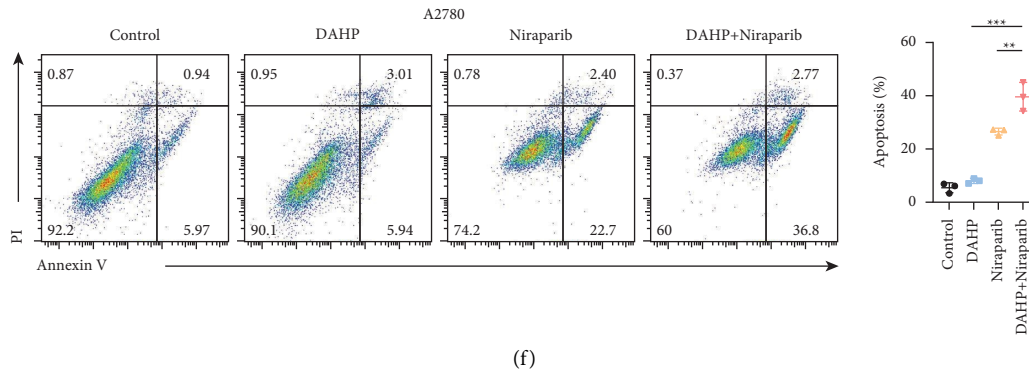 A2780
Control
DAHP
Niraparib
DAHP+Niraparib
0.87
0.94
92.2
5.97
0.95
3.01
90.1
5.94
0.78
2.40
74.2
22.7
0.37
2.77
60
36.8
PI
Annexin V
***
**
60
40
20
0
Apoptosis (%)
Control
DAHP
Niraparib
DAHP+Niraparib
(f)